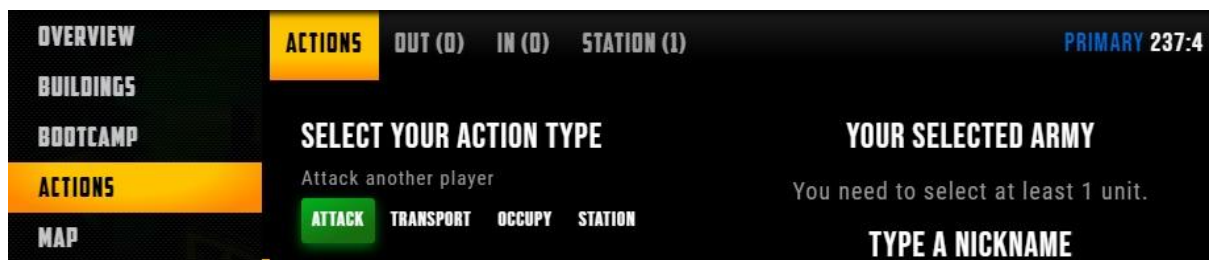 OVERVIEW
BUILDINGS
BOOTCAMP
ACTIONS
MAP
ACTIONS OUT (0) IN (0) STATION (1)
PRIMARY 237:4
SELECT YOUR ACTION TYPE
Attack another player
ATTACK TRANSPORT OCCUPY STATION
YOUR SELECTED ARMY
You need to select at least 1 unit.
TYPE A NICKNAME